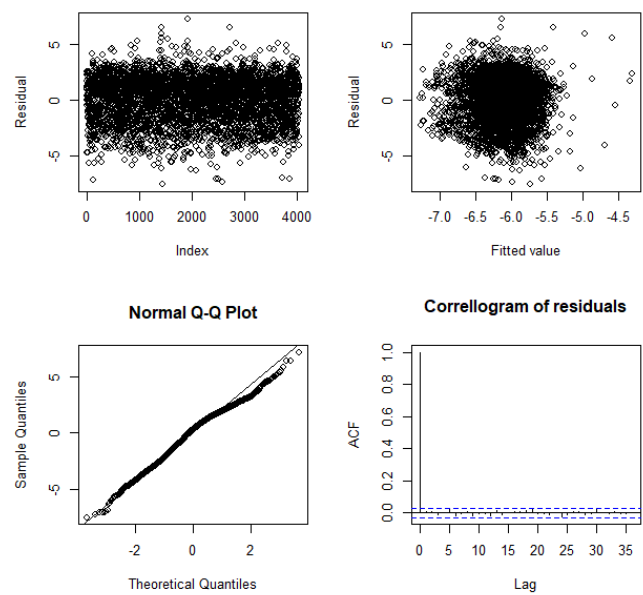 Residual
5
0
-5
0 1000 2000 3000 4000
Index
Residual
5
0
-5
-7.0 -6.5 -6.0 -5.5 -5.0 -4.5
Fitted value
Normal Q-Q Plot
Sample Quantiles
5
0
-5
-2 0 2
Theoretical Quantiles
Correllogram of residuals
ACF
1.0
0.8
0.6
0.4
0.2
0.0
0 5 10 15 20 25 30 35
Lag